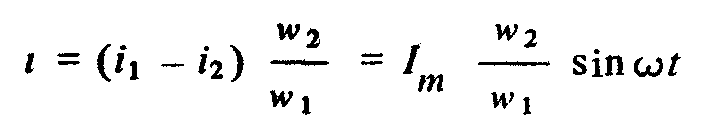 ι = (i₁ − i₂) w₂/w₁ = Iₘ w₂/w₁ sin ωt